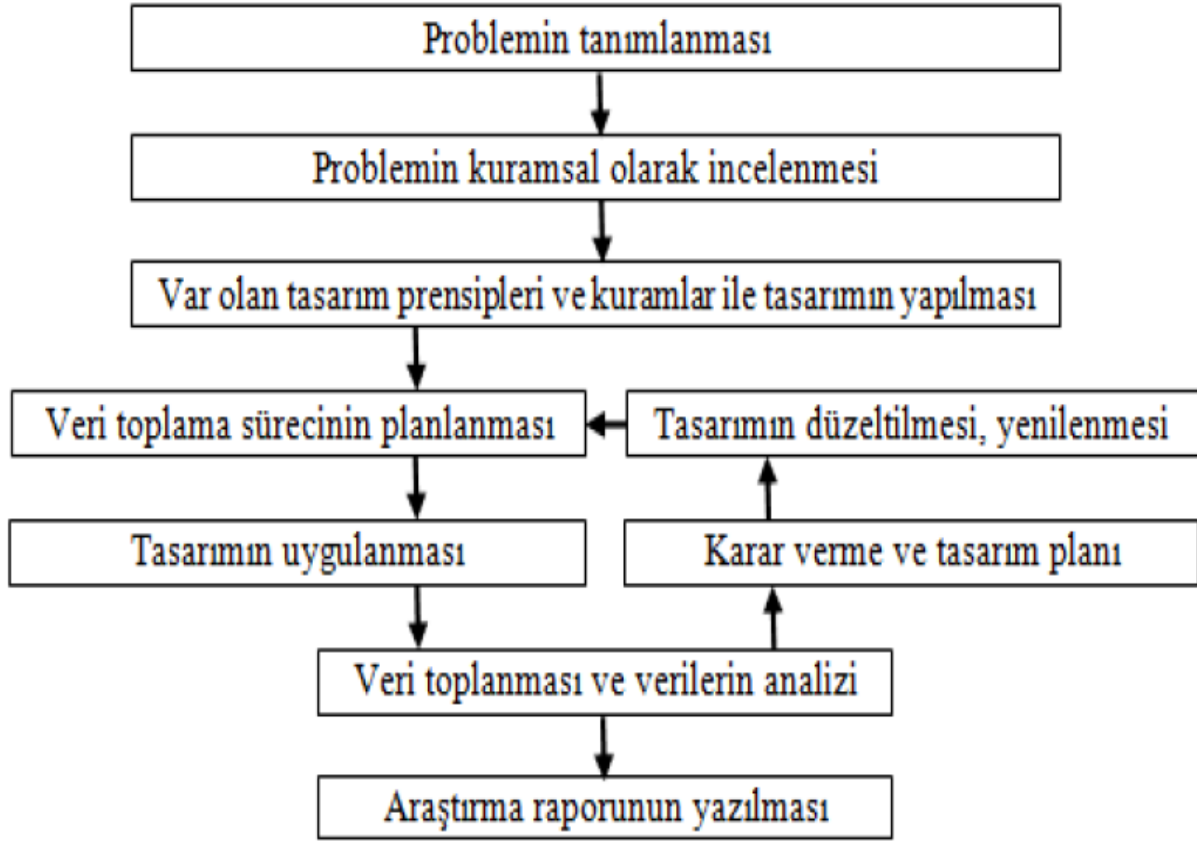 Problemin tanımlanması
Problemin kuramsal olarak incelenmesi
Var olan tasarım prensipleri ve kuramlar ile tasarımın yapılması
Veri toplama sürecinin planlanması
Tasarımın düzeltilmesi, yenilenmesi
Tasarımın uygulanması
Karar verme ve tasarım planı
Veri toplanması ve verilerin analizi
Araştırma raporunun yazılması